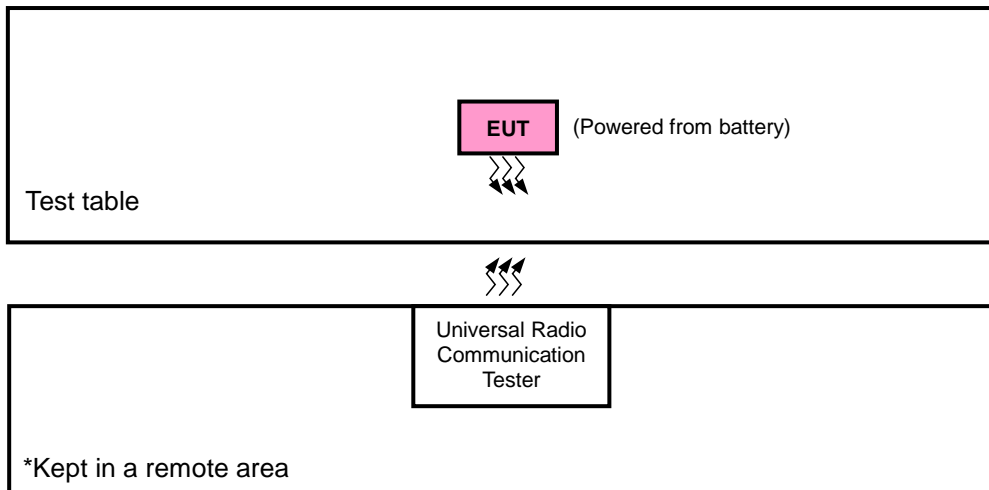 EUT
(Powered from battery)
Test table
Universal Radio
Communication
Tester
*Kept in a remote area